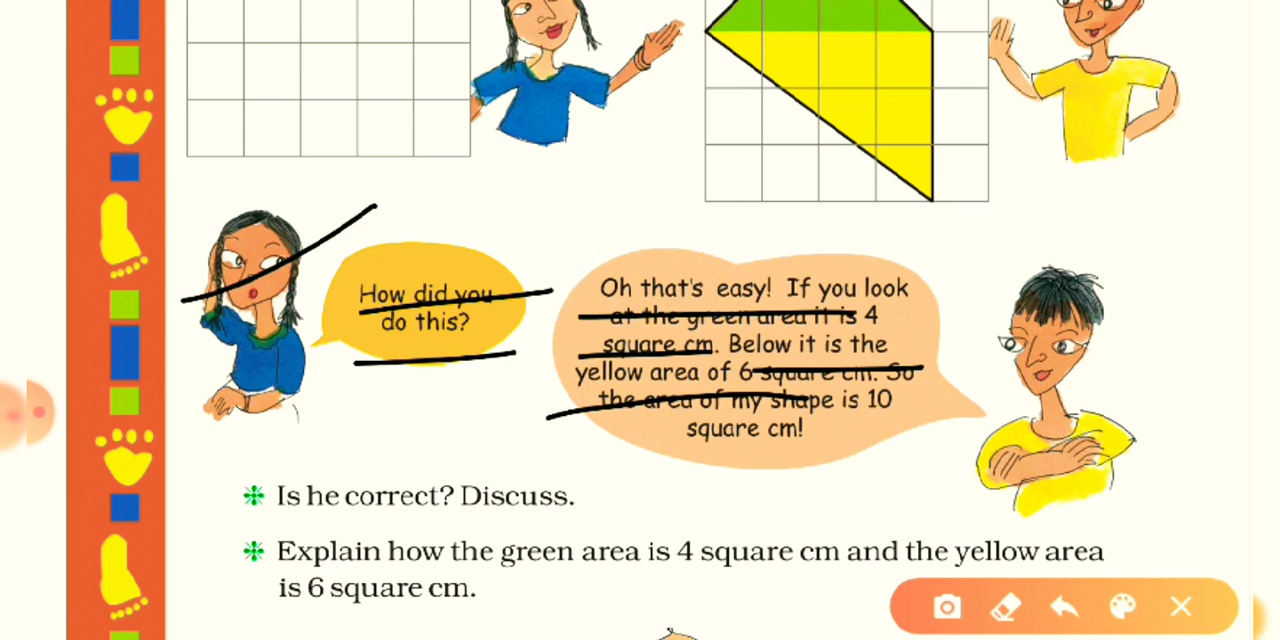 How did you
do this?
Oh that's easy! If you look
at the green area it is 4
square cm. Below it is the
yellow area of 6 square cm. So
the area of my shape is 10
square cm!
Is he correct? Discuss.
Explain how the green area is 4 square cm and the yellow area
is 6 square cm.